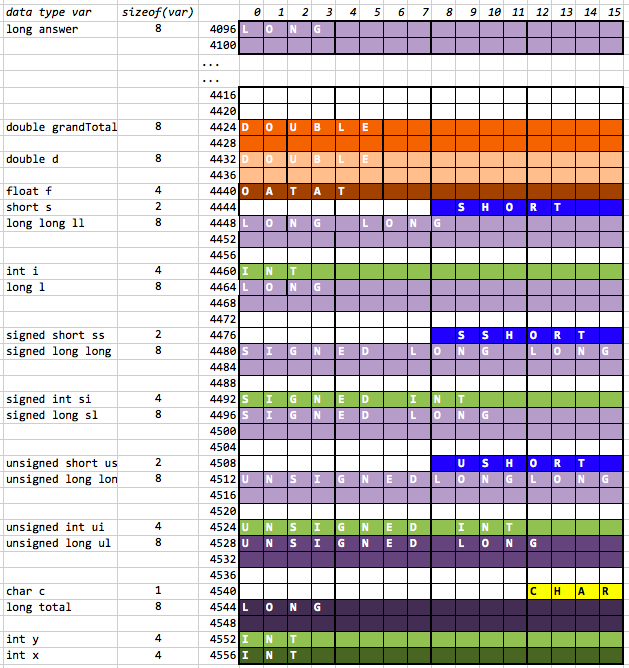 data type var sizeof(var) 0 1 2 3 4 5 6 7 8 9 10 11 12 13 14 15
long answer 8 4096 L O N G
4100
...
...
4416
4420
double grandTotal 8 4424 D O U B L E
4428
double d 8 4432 D O U B L E
4436
float f 4 4440 O A T A T
short s 2 4444 S H O R T
long long ll 8 4448 L O N G L O N G
4452
4456
int i 4 4460 I N T
long l 8 4464 L O N G
4468
4472
signed short ss 2 4476 S S H O R T
signed long long 8 4480 S I G N E D L O N G L O N G
4484
4488
signed int si 4 4492 S I G N E D I N T
signed long sl 8 4496 S I G N E D L O N G
4500
4504
unsigned short us 2 4508 U S H O R T
unsigned long lon 8 4512 U N S I G N E D L O N G L O N G
4516
4520
unsigned int ui 4 4524 U N S I G N E D I N T
unsigned long ul 8 4528 U N S I G N E D L O N G
4532
4536
char c 1 4540 C H A R
long total 8 4544 L O N G
4548
int y 4 4552 I N T
int x 4 4556 I N T